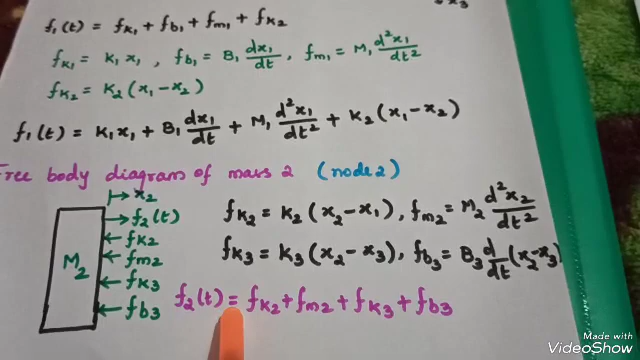 x3
f1(t) = fK1 + fb1 + fm1 + fK2
fK1 = K1 x1 , fb1 = B1 dx1/dt , fm1 = M1 d²x1/dt²
fK2 = K2 (x1 - x2)
f1(t) = K1x1 + B1 dx1/dt + M1 d²x1/dt² + K2 (x1 - x2)
Free body diagram of mass 2 (node 2)
x2
f2(t)
fK2
fm2
fK3
fb3
M2
fK2 = K2 (x2 - x1) , fm2 = M2 d²x2/dt²
fK3 = K3 (x2 - x3) , fb3 = B3 d/dt (x2 - x3)
f2(t) = fK2 + fm2 + fK3 + fb3
Made with
VideoShow